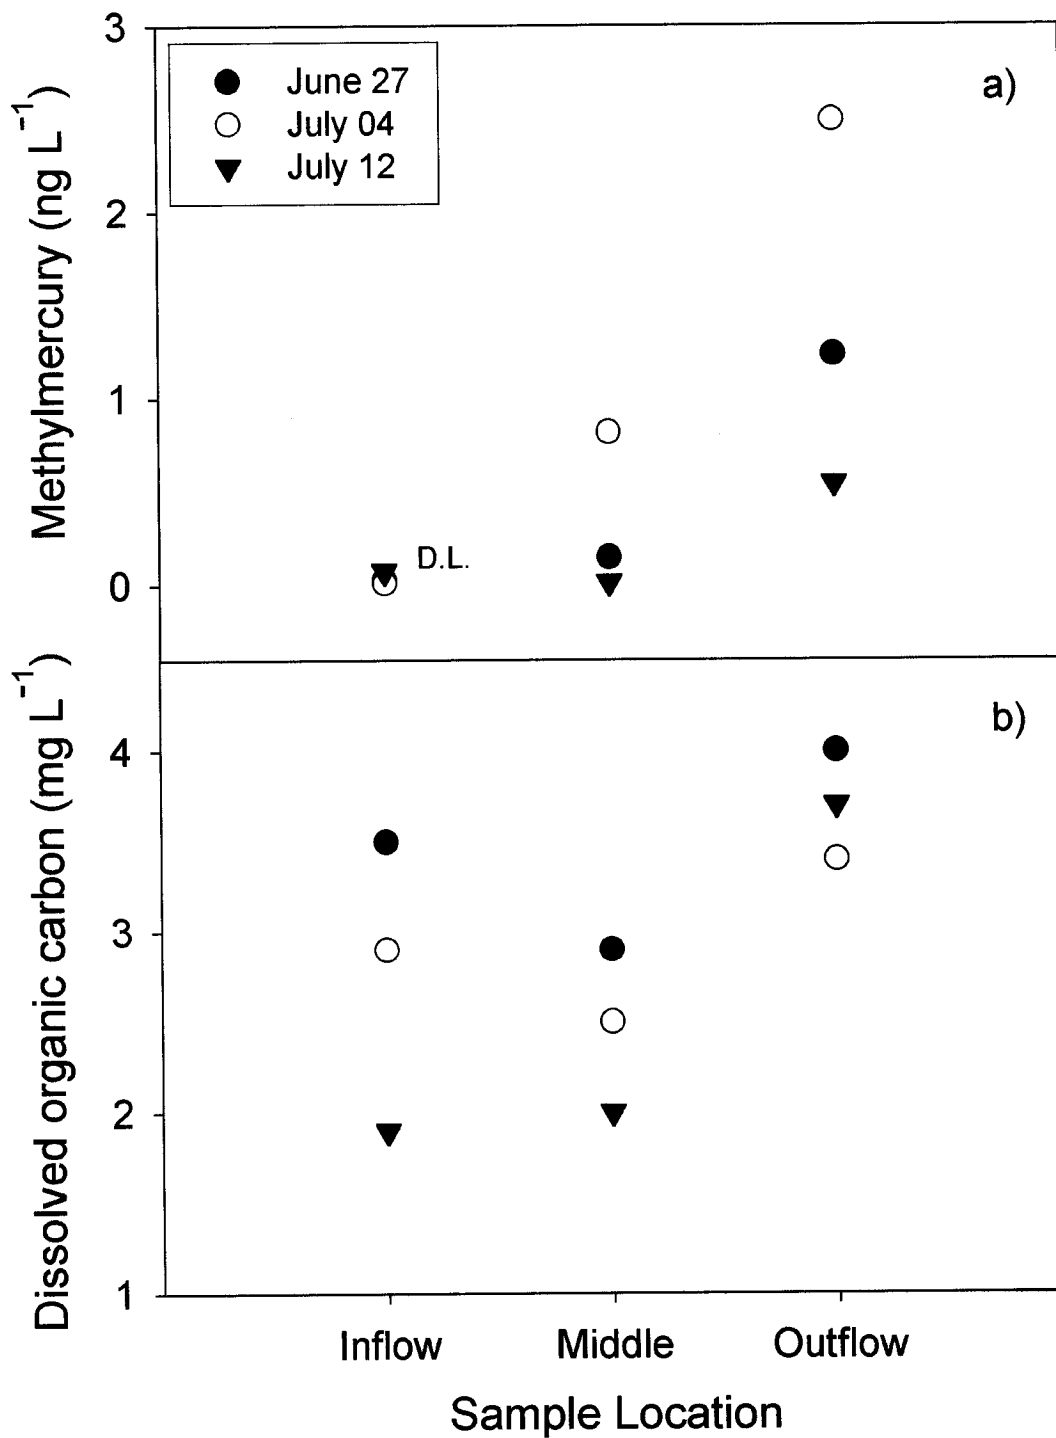 3
June 27
July 04
July 12
a)
2
1
0
D.L.
Methylmercury (ng L⁻¹)
b)
4
3
2
1
Dissolved organic carbon (mg L⁻¹)
Inflow Middle Outflow
Sample Location